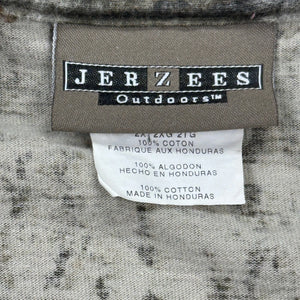 JERZEES
Outdoors™
2X 2XG 2TG
100% COTON
FABRIQUE AUX HONDURAS
100% ALGODON
HECHO EN HONDURAS
100% COTTON
MADE IN HONDURAS